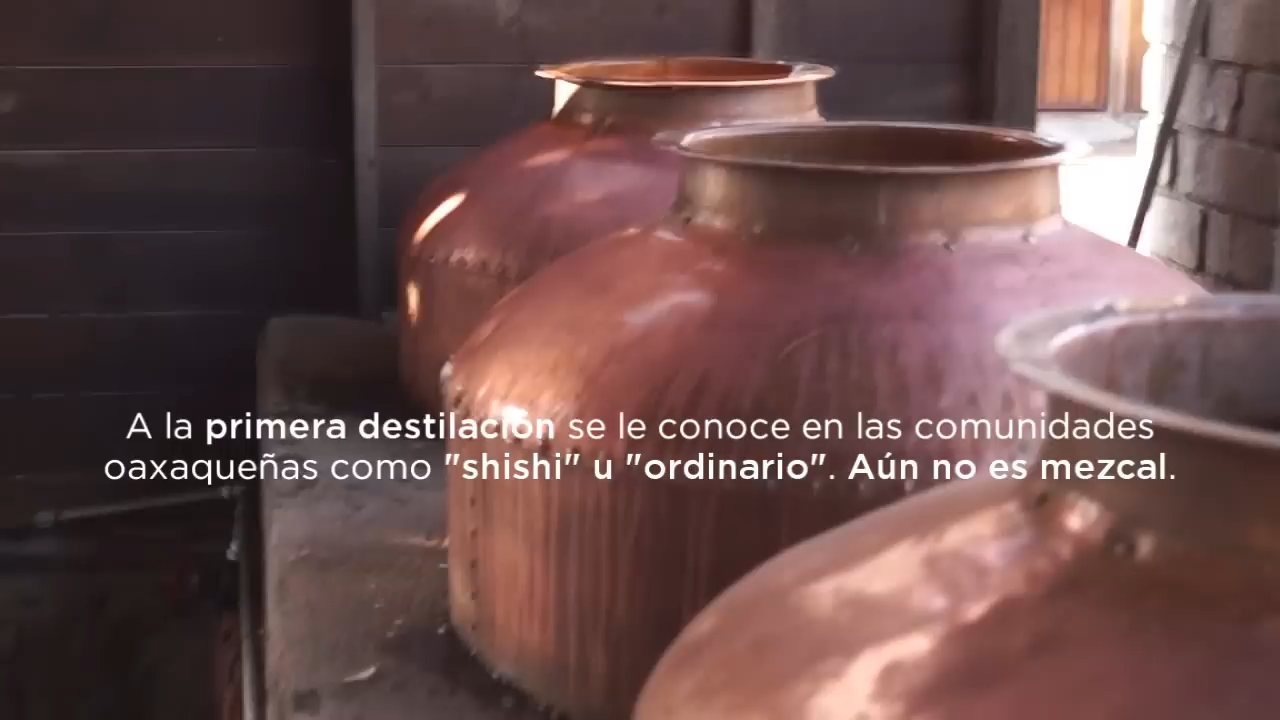 A la primera destilación se le conoce en las comunidades
oaxaqueñas como "shishi" u "ordinario". Aún no es mezcal.